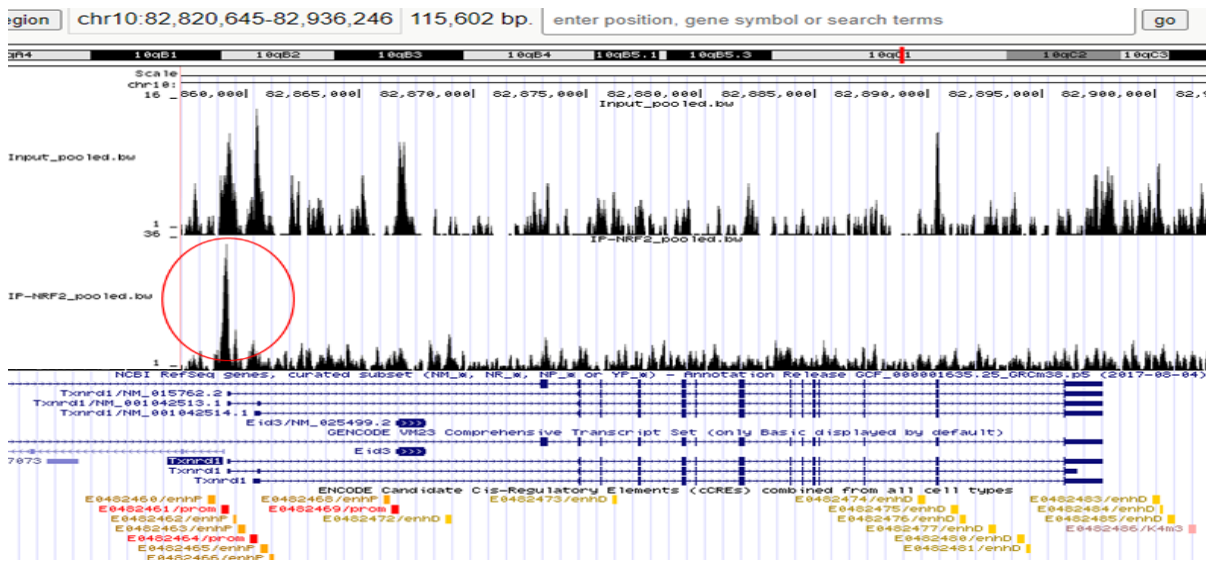 egion chr10:82,820,645-82,936,246 115,602 bp. enter position, gene symbol or search terms go
qA4 10qB1 10qB2 10qB3 10qB4 10qB5.1 10qB5.3 10qC1 10qC2 10qC3
Scale
chr10:
860,000| 82,865,000| 82,870,000| 82,875,000| 82,880,000| 82,885,000| 82,890,000| 82,895,000| 82,900,000| 82,9
16 _
Input_pooled.bw
Input_pooled.bw
1 _
36 _
IP-NRF2_pooled.bw
IP-NRF2_pooled.bw
1 _
NCBI RefSeq genes, curated subset (NM_*, NR_*, NP_* or YP_*) - Annotation Release GCF_000001635.25_GRCm38.p5 (2017-08-04)
Txnrd1/NM_015762.2
Txnrd1/NM_001042513.1
Txnrd1/NM_001042514.1
Eid3/NM_025499.2
GENCODE VM23 Comprehensive Transcript Set (only Basic displayed by default)
Eid3
7073 Txnrd1
Txnrd1
Txnrd1
ENCODE Candidate Cis-Regulatory Elements (cCREs) combined from all cell types
E0482460/enhP E0482468/enhP E0482473/enhD E0482474/enhD E0482483/enhD
E0482461/prom E0482469/prom E0482475/enhD E0482484/enhD
E0482462/enhP E0482472/enhD E0482476/enhD E0482485/enhD
E0482463/enhP E0482477/enhD E0482486/K4m3
E0482464/prom E0482480/enhD
E0482465/enhP E0482481/enhD
E0482466/enhP